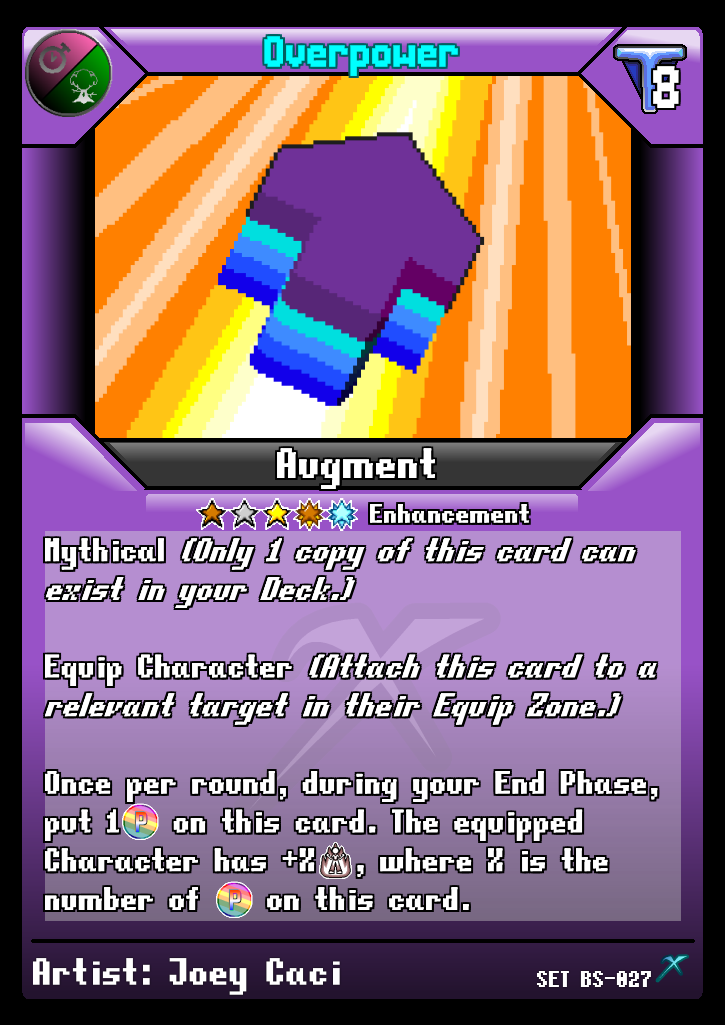 Overpower
T8
Augment
Enhancement
Mythical (Only 1 copy of this card can
exist in your Deck.)
Equip Character (Attach this card to a
relevant target in their Equip Zone.)
Once per round, during your End Phase,
put 1 P on this card. The equipped
Character has +X , where X is the
number of P on this card.
Artist: Joey Caci
SET BS-027